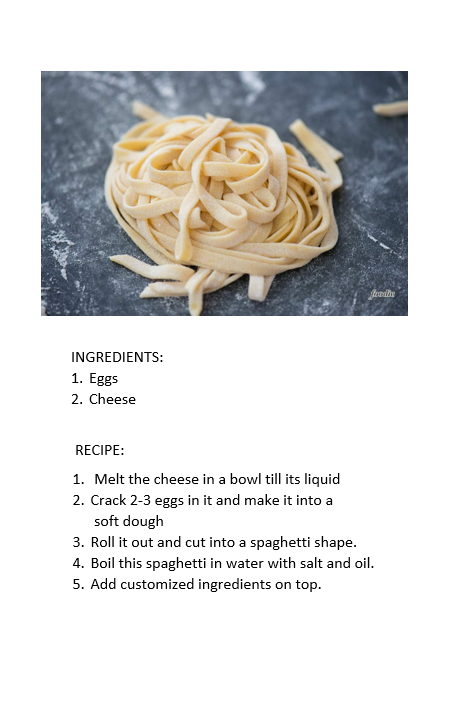 foodie
INGREDIENTS:
1. Eggs
2. Cheese
RECIPE:
1. Melt the cheese in a bowl till its liquid
2. Crack 2-3 eggs in it and make it into a
soft dough
3. Roll it out and cut into a spaghetti shape.
4. Boil this spaghetti in water with salt and oil.
5. Add customized ingredients on top.